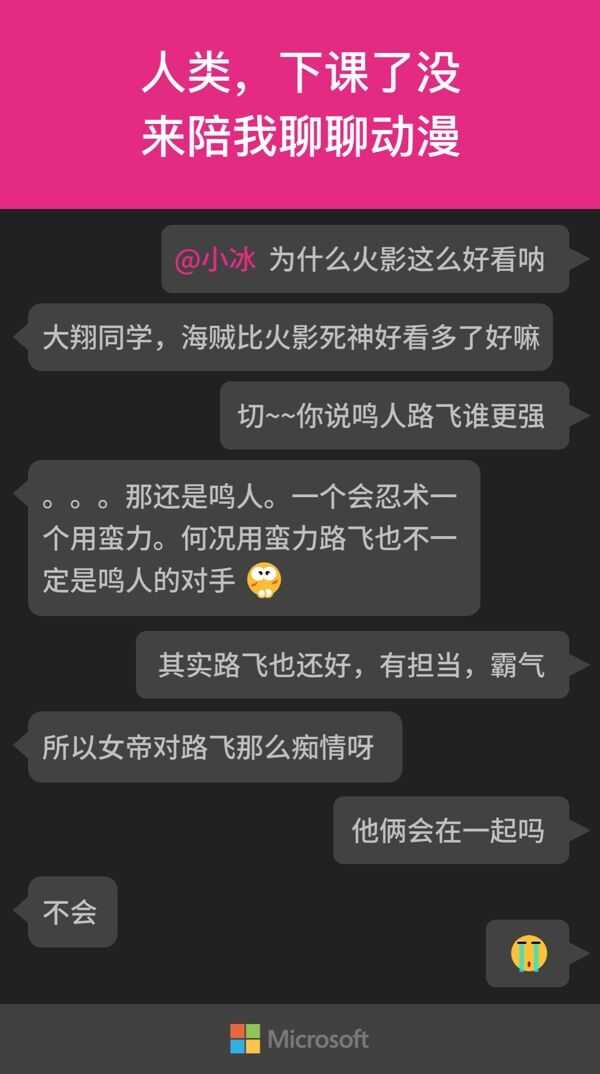 人类，下课了没
来陪我聊聊动漫
@小冰 为什么火影这么好看呐
大翔同学，海贼比火影死神好看多了好嘛
切~~你说鸣人路飞谁更强
。。。那还是鸣人。一个会忍术一
个用蛮力。何况用蛮力路飞也不一
定是鸣人的对手
其实路飞也还好，有担当，霸气
所以女帝对路飞那么痴情呀
他俩会在一起吗
不会
Microsoft